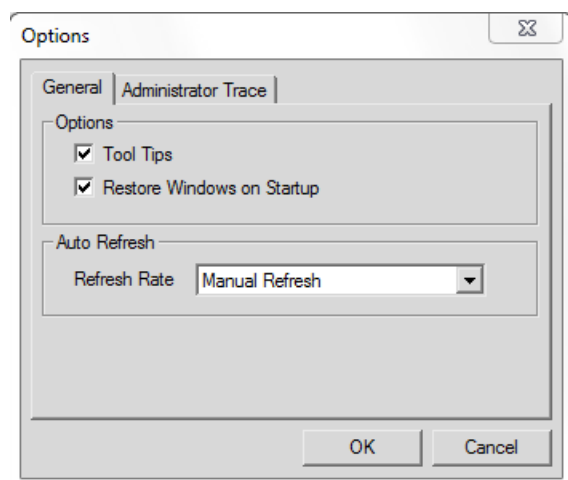 Options
General Administrator Trace
Options
Tool Tips
Restore Windows on Startup
Auto Refresh
Refresh Rate Manual Refresh
OK Cancel